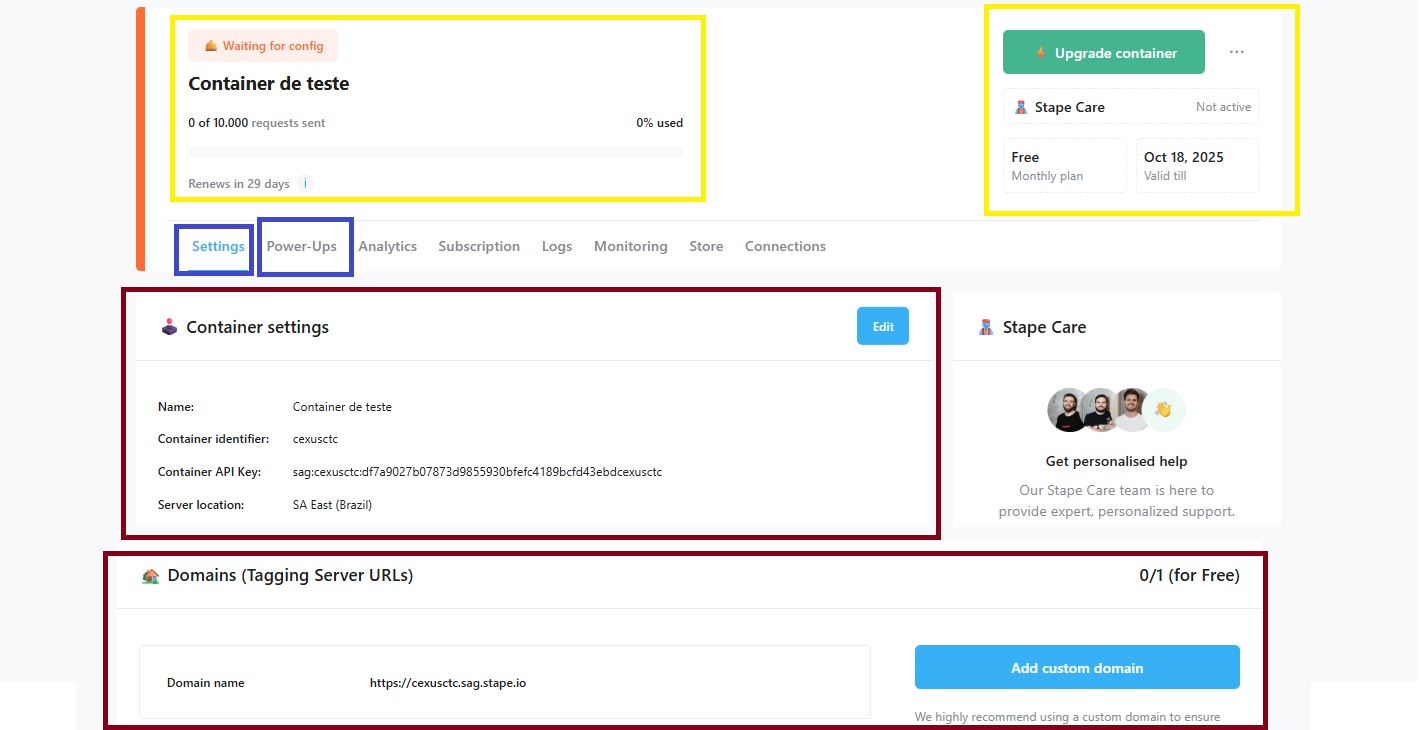 Waiting for config
Container de teste
0 of 10.000 requests sent
0% used
Renews in 29 days i
Upgrade container
Stape Care
Not active
Free
Monthly plan
Oct 18, 2025
Valid till
Settings Power-Ups Analytics Subscription Logs Monitoring Store Connections
Container settings
Edit
Name: Container de teste
Container identifier: cexusctc
Container API Key: sag:cexusctc:df7a9027b07873d9855930bfefc4189bcfd43ebdcexusctc
Server location: SA East (Brazil)
Stape Care
Get personalised help
Our Stape Care team is here to
provide expert, personalized support.
Domains (Tagging Server URLs)
0/1 (for Free)
Domain name https://cexusctc.sag.stape.io
Add custom domain
We highly recommend using a custom domain to ensure